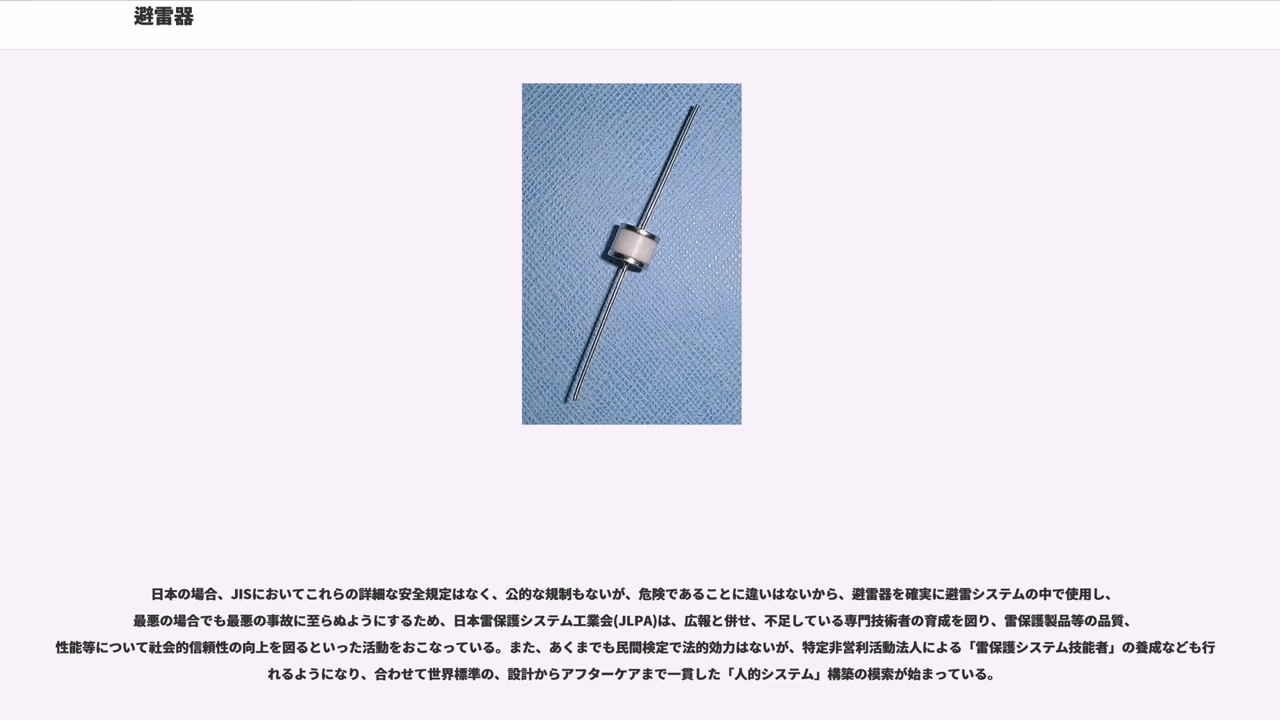 避雷器
日本の場合、JISにおいてこれらの詳細な安全規定はなく、公的な規制もないが、危険であることに違いはないから、避雷器を確実に避雷システムの中で使用し、
最悪の場合でも最悪の事故に至らぬようにするため、日本雷保護システム工業会(JLPA)は、広報と併せ、不足している専門技術者の育成を図り、雷保護製品等の品質、
性能等について社会的信頼性の向上を図るといった活動をおこなっている。また、あくまでも民間検定で法的効力はないが、特定非営利活動法人による「雷保護システム技能者」の養成なども行
れるようになり、合わせて世界標準の、設計からアフターケアまで一貫した「人的システム」構築の模索が始まっている。